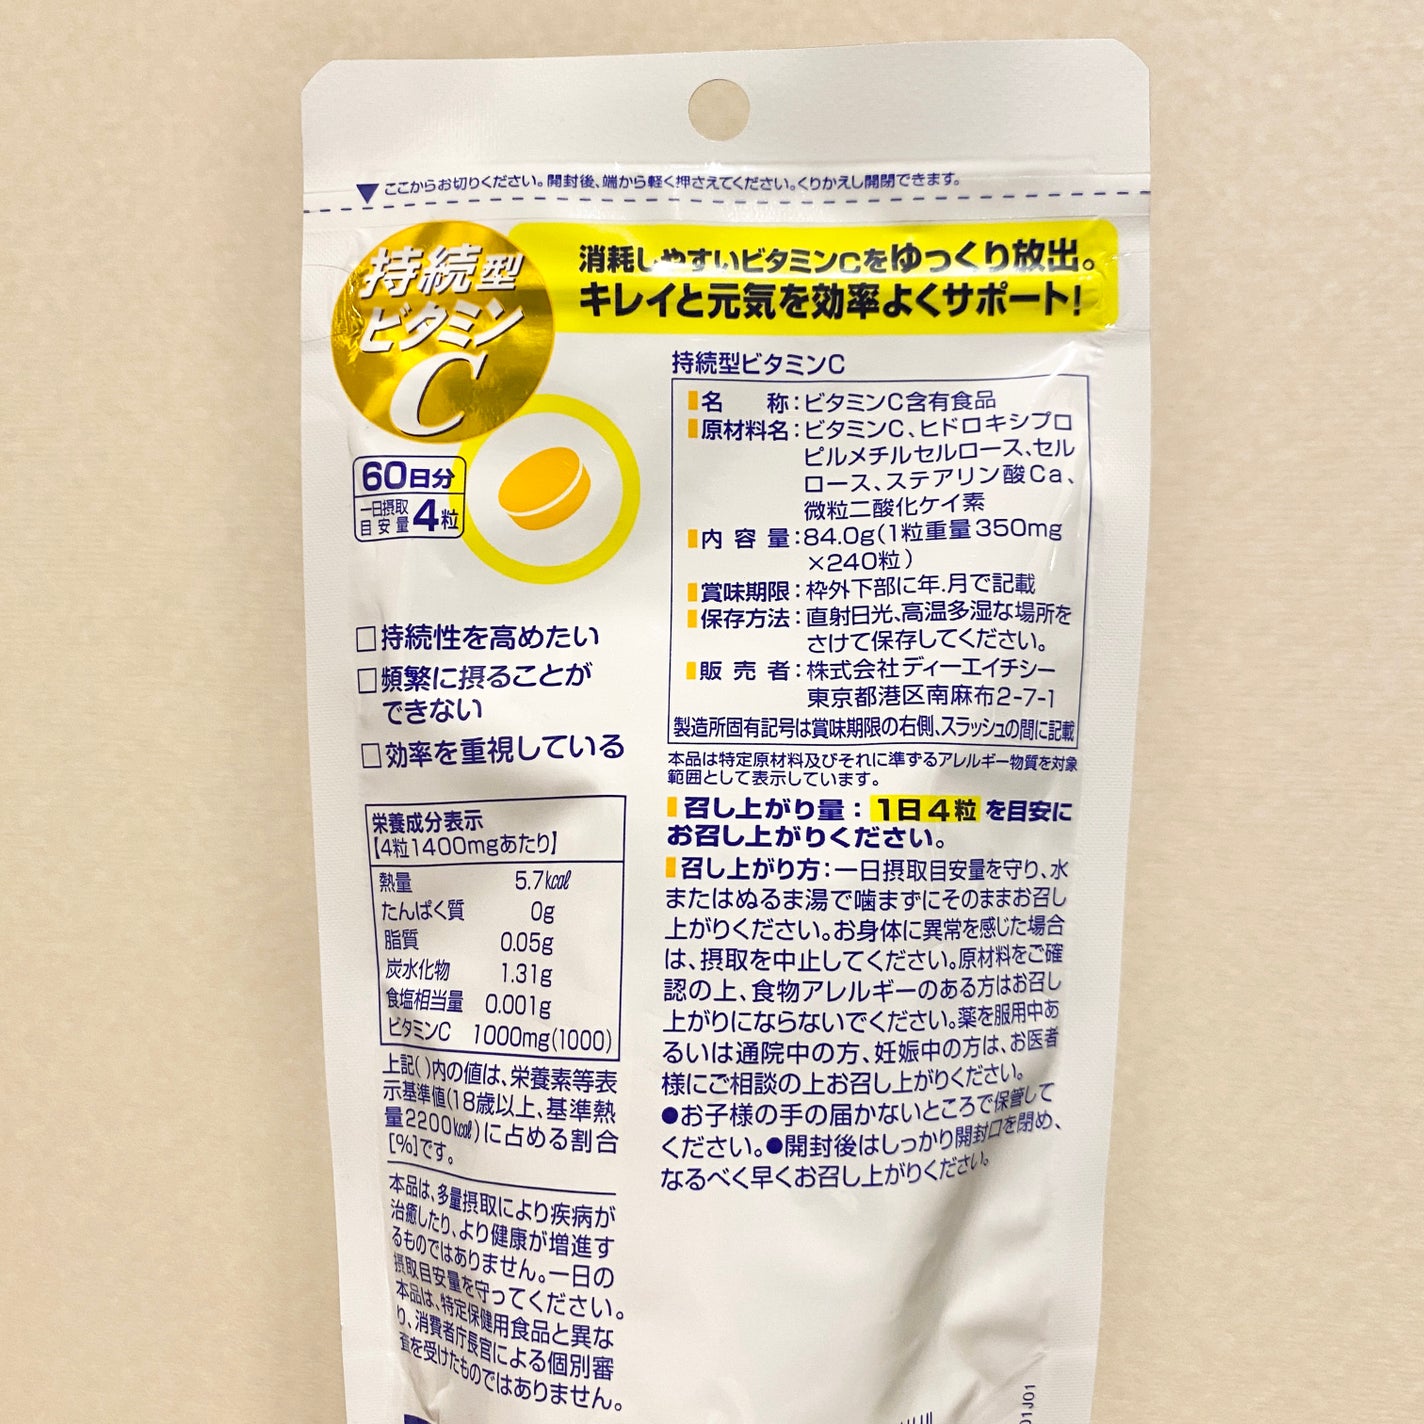 ▼ここからお切りください。開封後、端から軽く押さえてください。くりかえし開閉できます。
持続型
ビタミン
C
消耗しやすいビタミンCをゆっくり放出。
キレイと元気を効率よくサポート!
60日分
一日摂取
目安量 4粒
□持続性を高めたい
□頻繁に摂ることが
できない
□効率を重視している
栄養成分表示
【4粒1400mgあたり】
熱量 5.7kcal
たんぱく質 0g
脂質 0.05g
炭水化物 1.31g
食塩相当量 0.001g
ビタミンC 1000mg(1000)
上記( )内の値は、栄養素等表
示基準値(18歳以上、基準熱
量2200kcal)に占める割合
[%]です。
本品は、多量摂取により疾病が
治癒したり、より健康が増進す
るものではありません。一日の
摂取目安量を守ってください。
本品は、特定保健用食品と異な
り、消費者庁長官による個別審
査を受けたものではありません。
持続型ビタミンC
名称:ビタミンC含有食品
原材料名:ビタミンC、ヒドロキシプロ
ピルメチルセルロース、セル
ロース、ステアリン酸Ca、
微粒二酸化ケイ素
内容量:84.0g(1粒重量350mg
×240粒)
賞味期限:枠外下部に年.月で記載
保存方法:直射日光、高温多湿な場所を
さけて保存してください。
販売者:株式会社ディーエイチシー
東京都港区南麻布2-7-1
製造所固有記号は賞味期限の右側、スラッシュの間に記載
本品は特定原材料及びそれに準ずるアレルギー物質を対象
範囲として表示しています。
召し上がり量:1日4粒を目安に
お召し上がりください。
召し上がり方:一日摂取目安量を守り、水
またはぬるま湯で噛まずにそのままお召し
上がりください。お身体に異常を感じた場合
は、摂取を中止してください。原材料をご確
認の上、食物アレルギーのある方はお召し
上がりにならないでください。薬を服用中あ
るいは通院中の方、妊娠中の方は、お医者
様にご相談の上お召し上がりください。
●お子様の手の届かないところで保管して
ください。●開封後はしっかり開封口を閉め、
なるべく早くお召し上がりください。